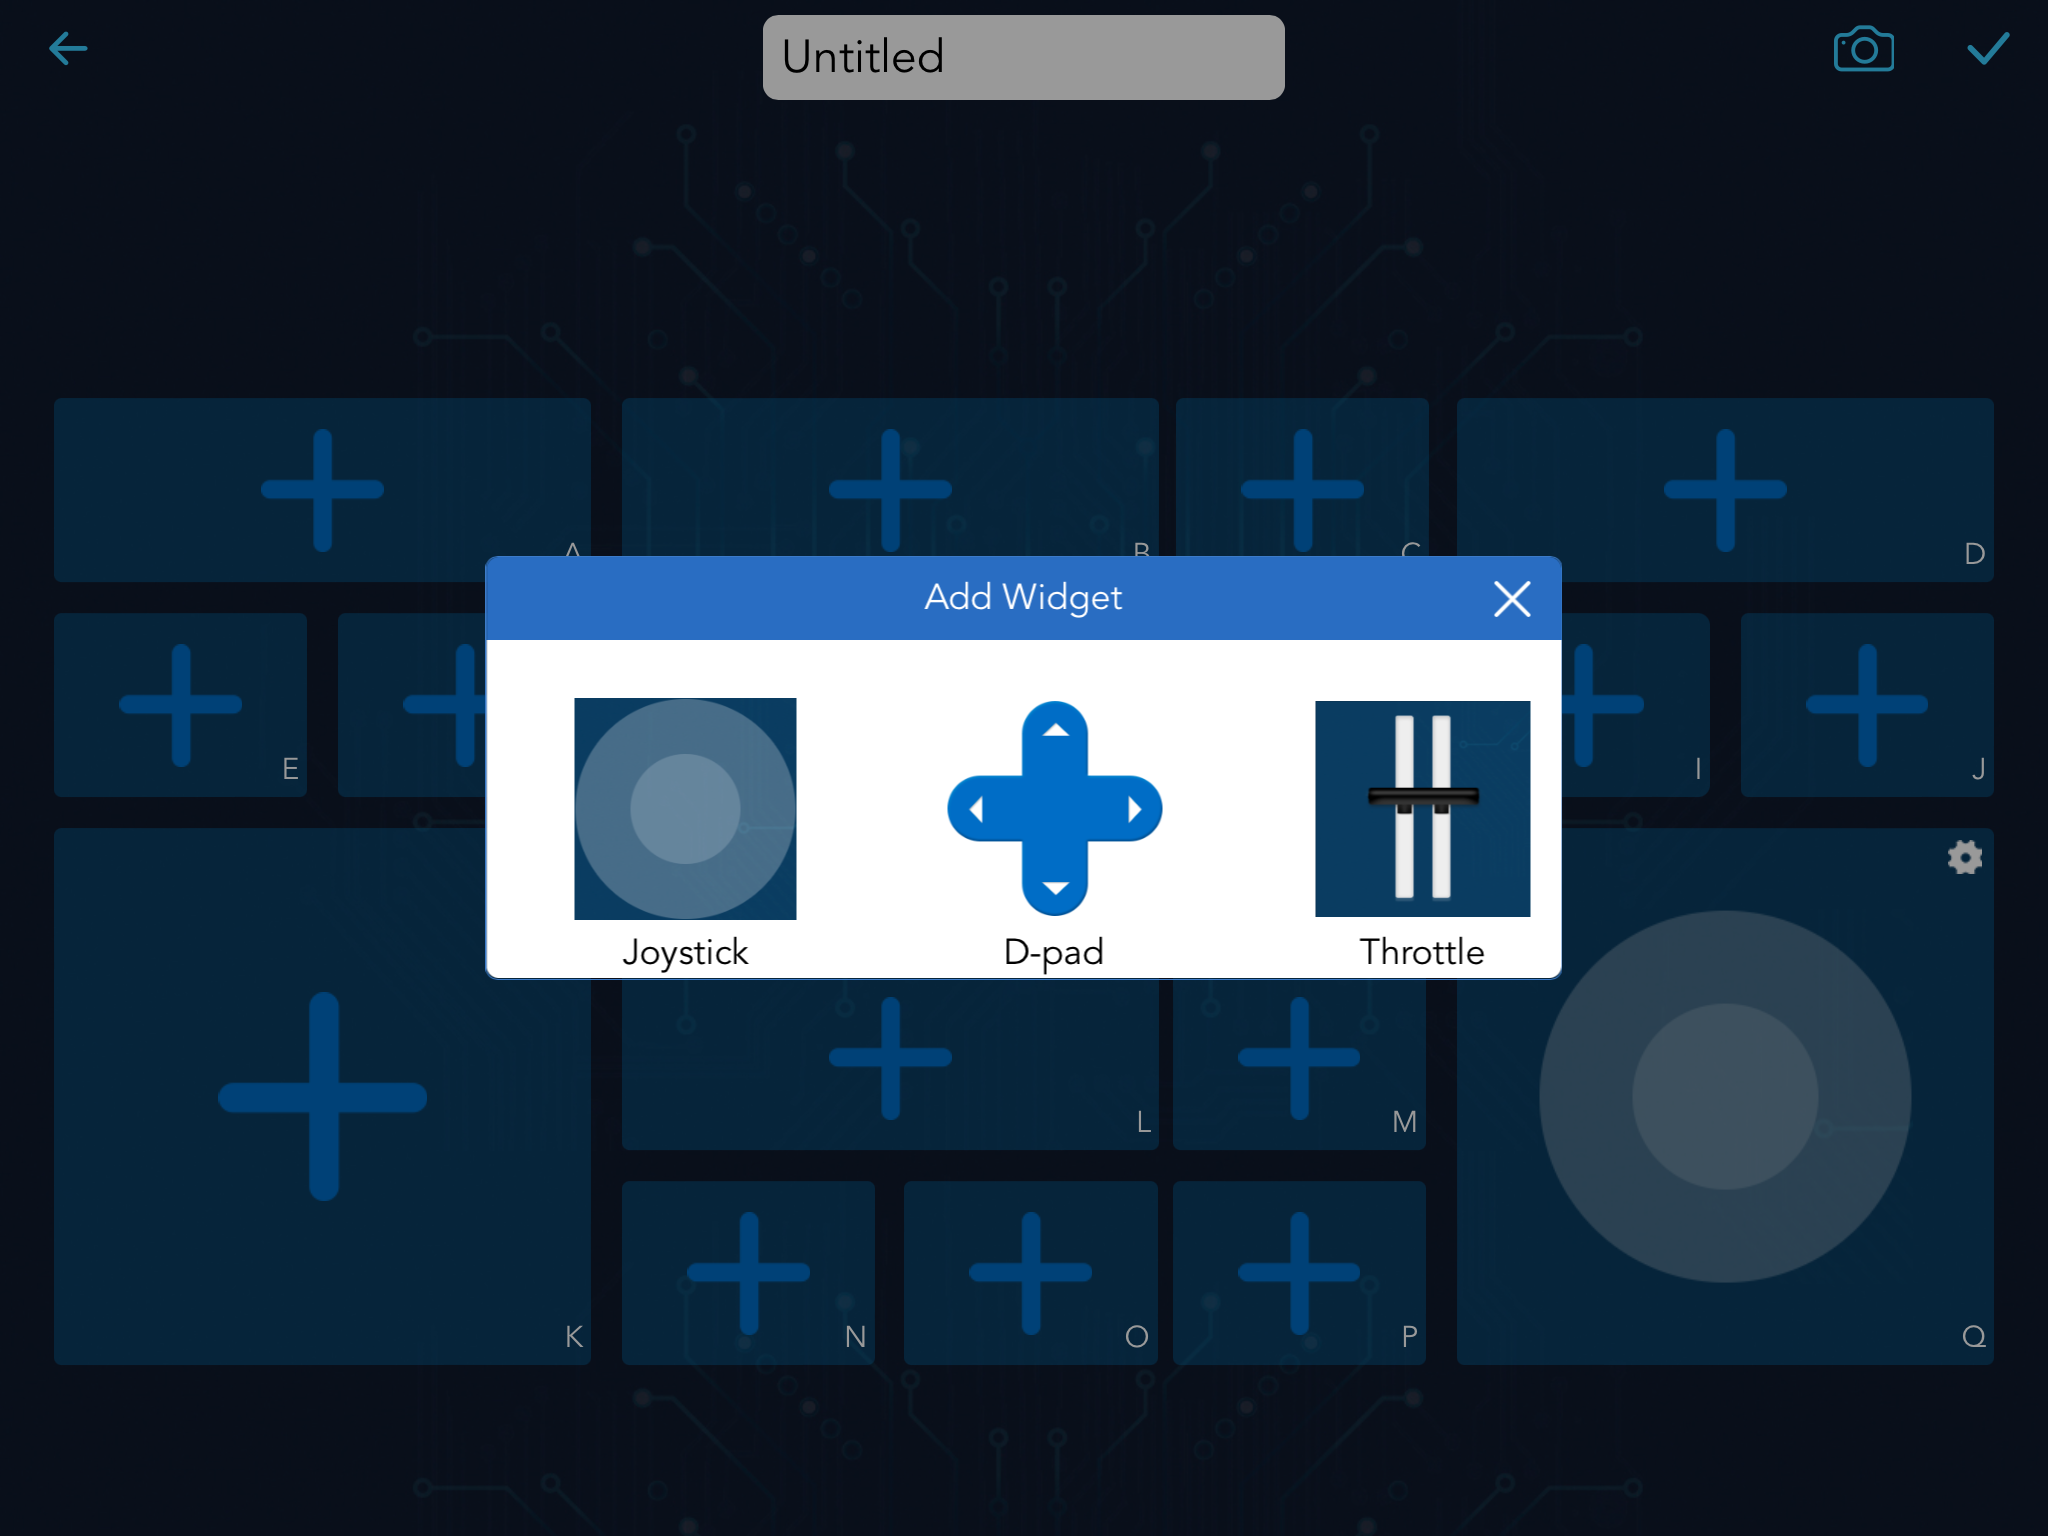 Untitled
A
B
C
D
Add Widget
E
I
J
Joystick
D-pad
Throttle
L
M
K
N
O
P
Q